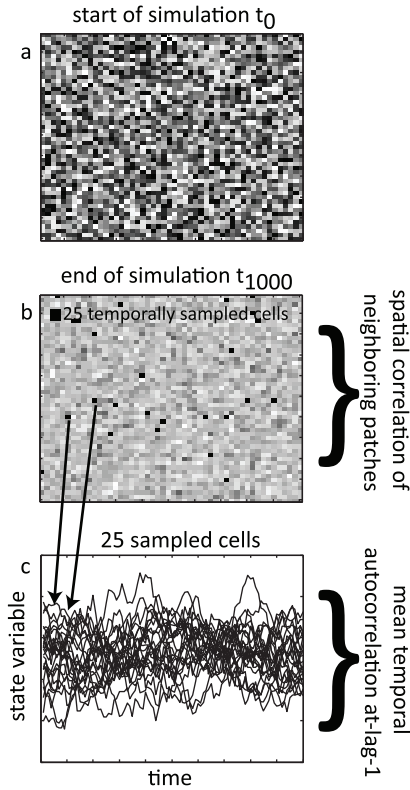 start of simulation t0
a
end of simulation t1000
b
25 temporally sampled cells
spatial correlation of
neighboring patches
25 sampled cells
c
state variable
time
mean temporal
autocorrelation at-lag-1